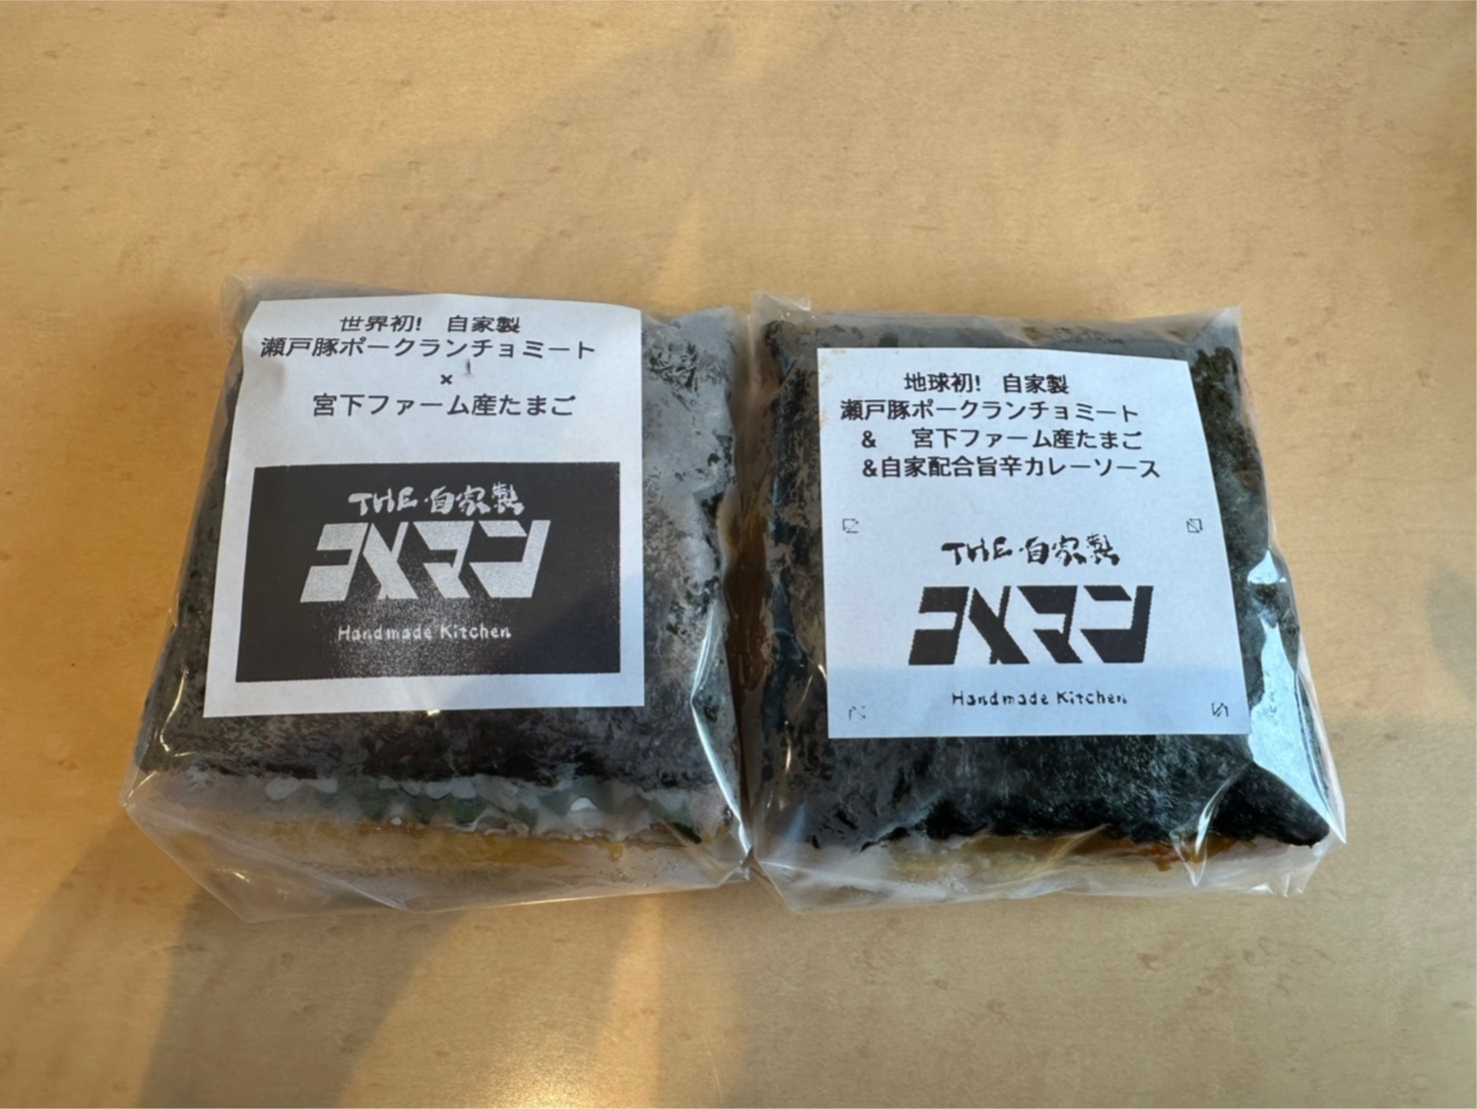 世界初! 自家製
瀬戸豚ポークランチョミート
×
宮下ファーム産たまご
THE・自家製
コメマン
Handmade Kitchen
地球初! 自家製
瀬戸豚ポークランチョミート
& 宮下ファーム産たまご
&自家配合旨辛カレーソース
THE・自家製
コメマン
Handmade Kitchen